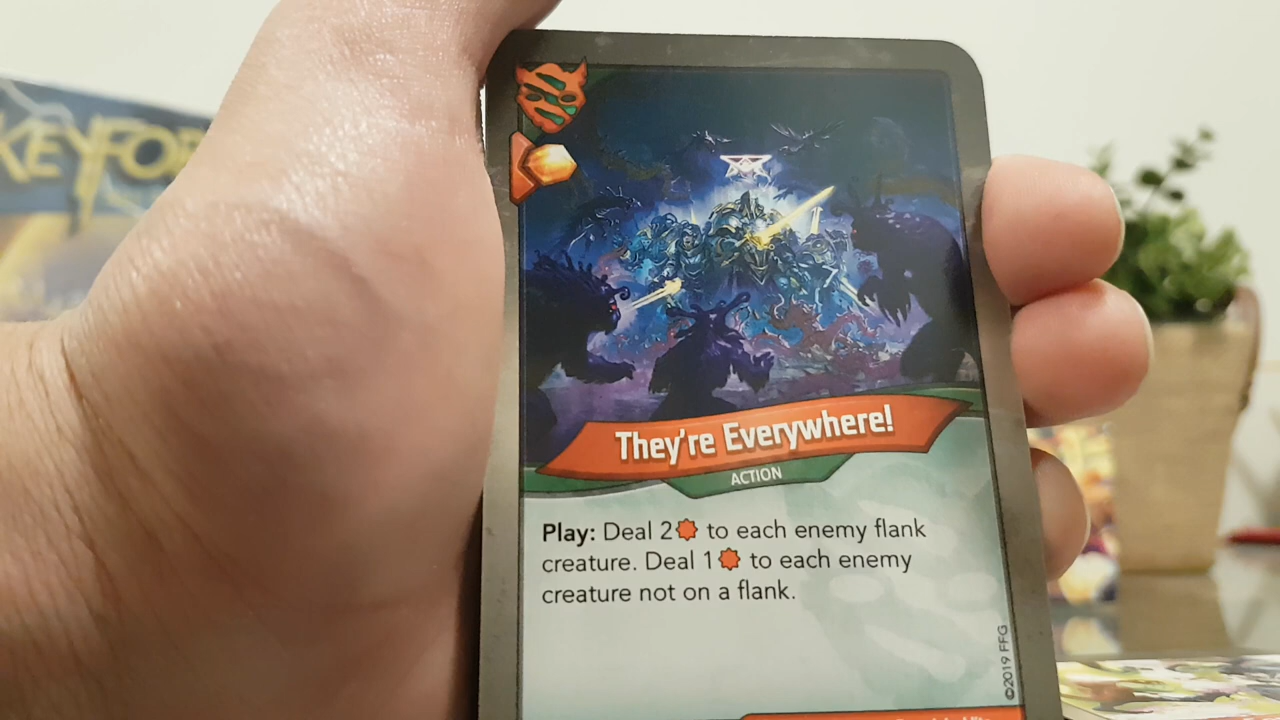 KEYFOR
They're Everywhere!
ACTION
Play: Deal 2 to each enemy flank
creature. Deal 1 to each enemy
creature not on a flank.
©2019 FFG